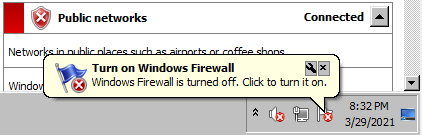 Public networks Connected
Networks in public places such as airports or coffee shops
Turn on Windows Firewall
Windows Firewall is turned off. Click to turn it on.
Window
8:32 PM
3/29/2021